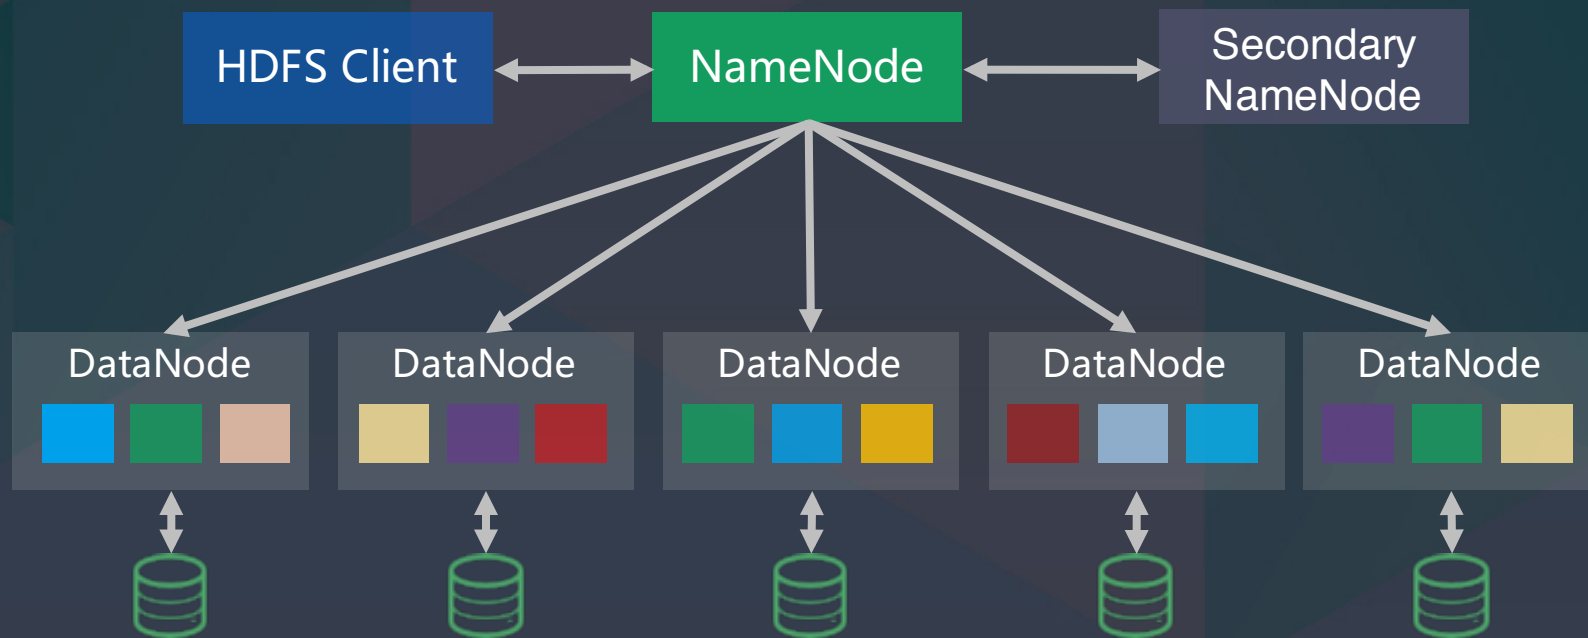 HDFS Client
NameNode
Secondary
NameNode
DataNode
DataNode
DataNode
DataNode
DataNode